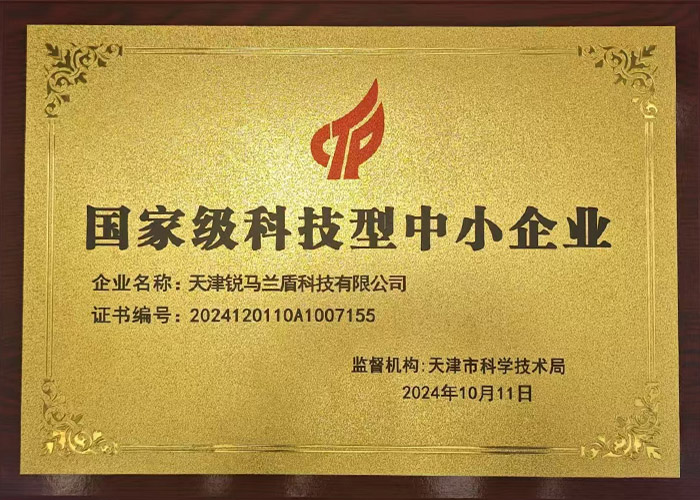 CTP
国家级科技型中小企业
企业名称：天津锐马兰盾科技有限公司
证书编号：2024120110A1007155
监督机构:天津市科学技术局
2024年10月11日